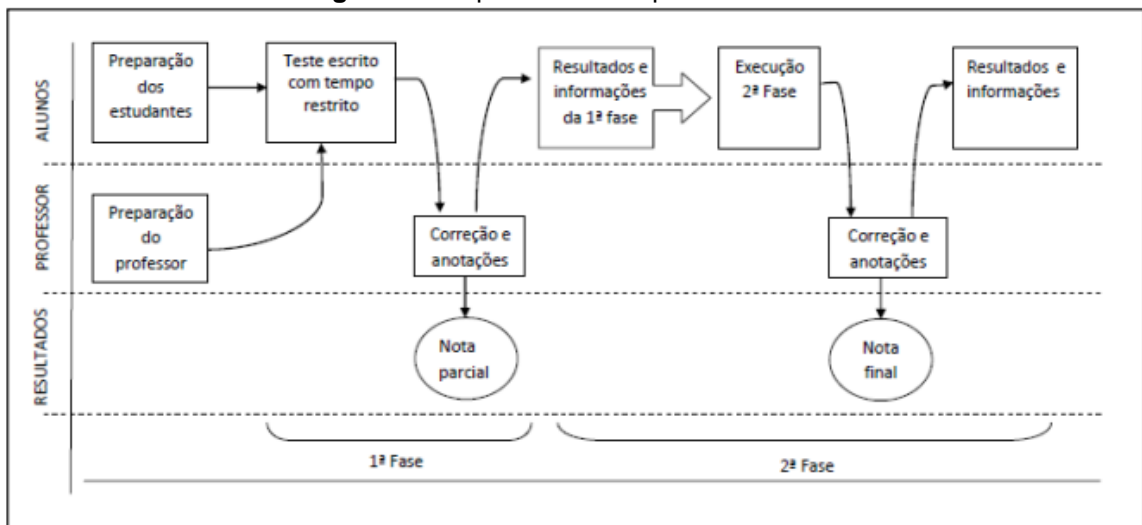 Preparação
dos
estudantes
Teste escrito
com tempo
restrito
Resultados e
informações
da 1ª fase
Execução
2ª Fase
Resultados e
informações
ALUNOS
Preparação
do
professor
Correção e
anotações
Correção e
anotações
PROFESSOR
Nota
parcial
Nota
final
RESULTADOS
1ª Fase
2ª Fase